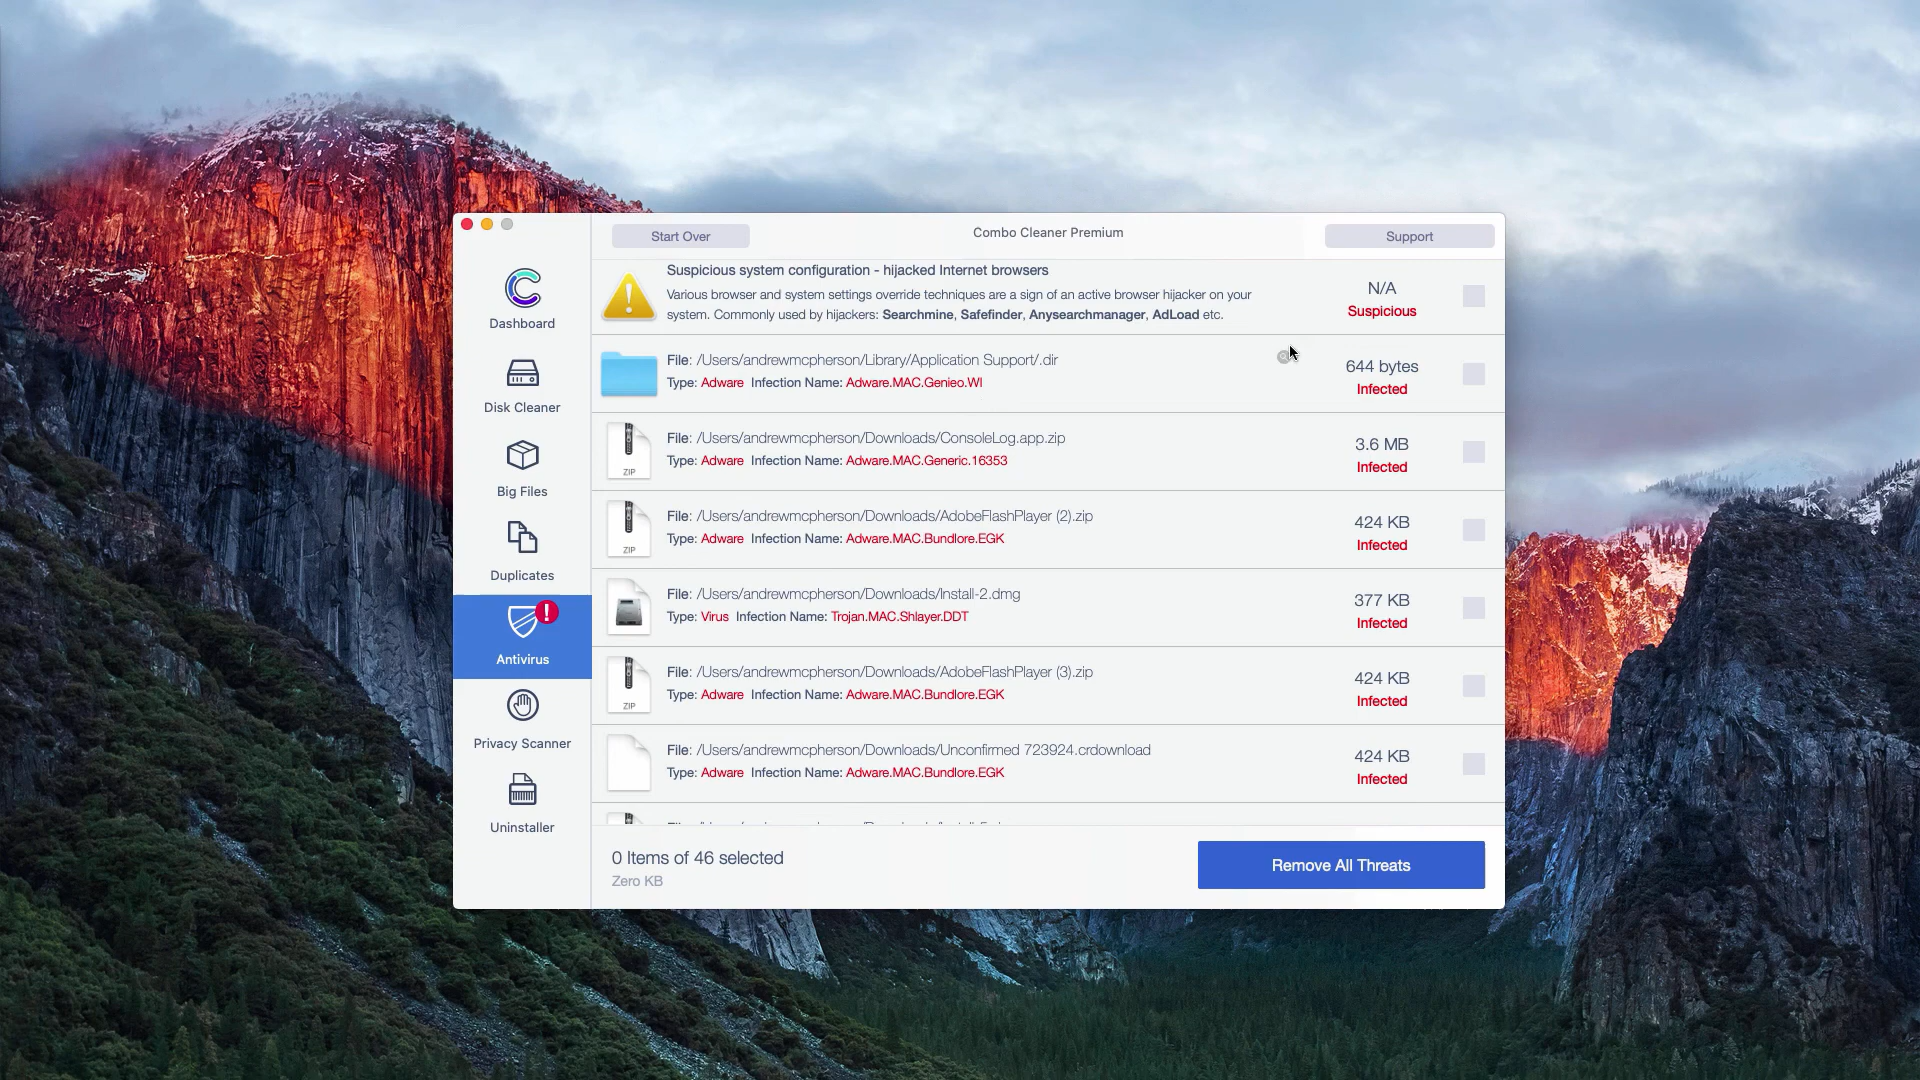 Start Over
Combo Cleaner Premium
Support
Dashboard
Disk Cleaner
Big Files
Duplicates
Antivirus
Privacy Scanner
Uninstaller
Suspicious system configuration - hijacked Internet browsers
Various browser and system settings override techniques are a sign of an active browser hijacker on your
system. Commonly used by hijackers: Searchmine, Safefinder, Anysearchmanager, AdLoad etc.
N/A
Suspicious
File: /Users/andrewmcpherson/Library/Application Support/.dir
Type: Adware Infection Name: Adware.MAC.Genieo.WI
644 bytes
Infected
ZIP
File: /Users/andrewmcpherson/Downloads/ConsoleLog.app.zip
Type: Adware Infection Name: Adware.MAC.Generic.16353
3.6 MB
Infected
ZIP
File: /Users/andrewmcpherson/Downloads/AdobeFlashPlayer (2).zip
Type: Adware Infection Name: Adware.MAC.Bundlore.EGK
424 KB
Infected
File: /Users/andrewmcpherson/Downloads/Install-2.dmg
Type: Virus Infection Name: Trojan.MAC.Shlayer.DDT
377 KB
Infected
ZIP
File: /Users/andrewmcpherson/Downloads/AdobeFlashPlayer (3).zip
Type: Adware Infection Name: Adware.MAC.Bundlore.EGK
424 KB
Infected
File: /Users/andrewmcpherson/Downloads/Unconfirmed 723924.crdownload
Type: Adware Infection Name: Adware.MAC.Bundlore.EGK
424 KB
Infected
0 Items of 46 selected
Zero KB
Remove All Threats